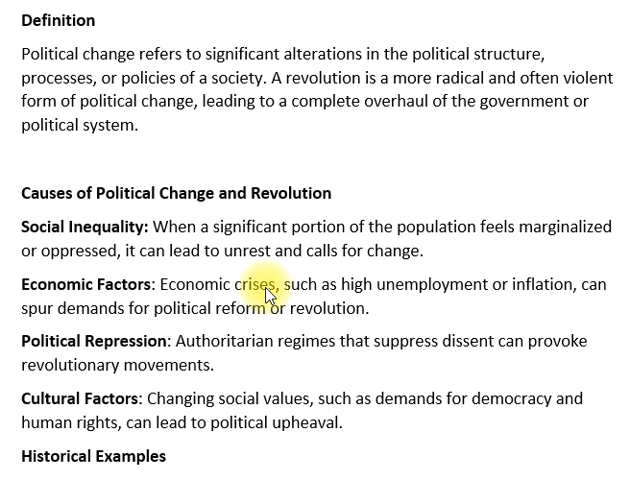 Definition
Political change refers to significant alterations in the political structure,
processes, or policies of a society. A revolution is a more radical and often violent
form of political change, leading to a complete overhaul of the government or
political system.
Causes of Political Change and Revolution
Social Inequality: When a significant portion of the population feels marginalized
or oppressed, it can lead to unrest and calls for change.
Economic Factors: Economic crises, such as high unemployment or inflation, can
spur demands for political reform or revolution.
Political Repression: Authoritarian regimes that suppress dissent can provoke
revolutionary movements.
Cultural Factors: Changing social values, such as demands for democracy and
human rights, can lead to political upheaval.
Historical Examples